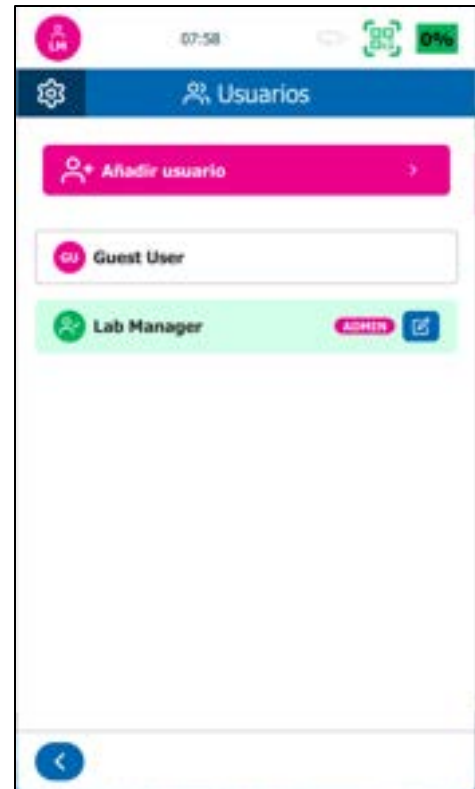 LM
07:58
0%
Usuarios
Añadir usuario
GU Guest User
Lab Manager ADMIN